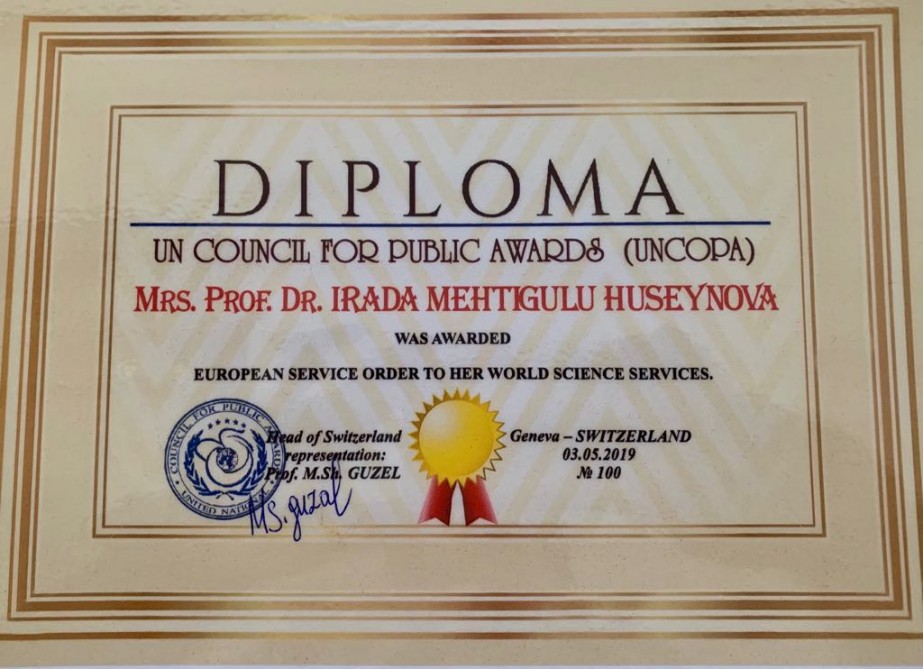 DIPLOMA
UN COUNCIL FOR PUBLIC AWARDS (UNCOPA)
MRS. PROF. DR. IRADA MEHTIGULU HUSEYNOVA
WAS AWARDED
EUROPEAN SERVICE ORDER TO HER WORLD SCIENCE SERVICES.
COUNCIL FOR PUBLIC AWARDS
UNITED NATIONS
Head of Switzerland
representation:
Prof. M.Sh. GUZEL
MS.guzal
Geneva – SWITZERLAND
03.05.2019
№ 100